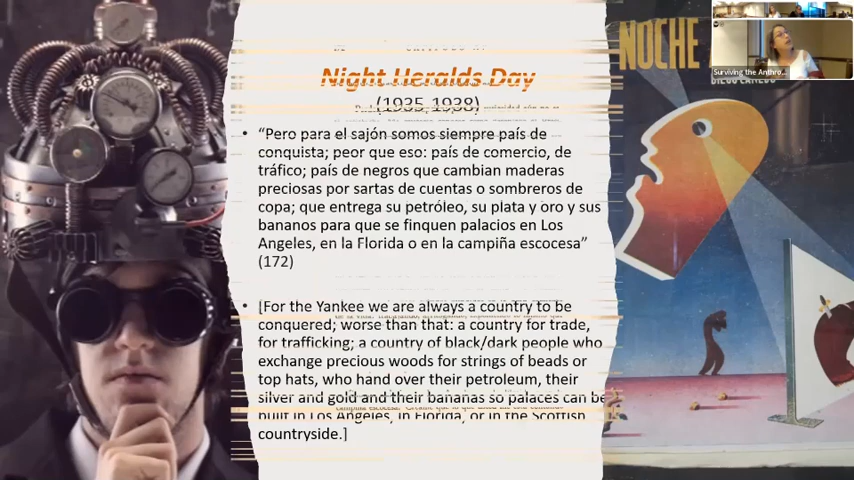 NOCHE
Surviving the Anthro...
Night Heralds Day
(1935-1938)
• “Pero para el sajón somos siempre país de
conquista; peor que eso: país de comercio, de
tráfico; país de negros que cambian maderas
preciosas por sartas de cuentas o sombreros de
copa; que entrega su petróleo, su plata y oro y sus
bananos para que se finquen palacios en Los
Angeles, en la Florida o en la campiña escocesa”
(172)
• [For the Yankee we are always a country to be
conquered; worse than that: a country for trade,
for trafficking; a country of black/dark people who
exchange precious woods for strings of beads or
top hats, who hand over their petroleum, their
silver and gold and their bananas so palaces can be
built in Los Angeles, in Florida, or in the Scottish
countryside.]